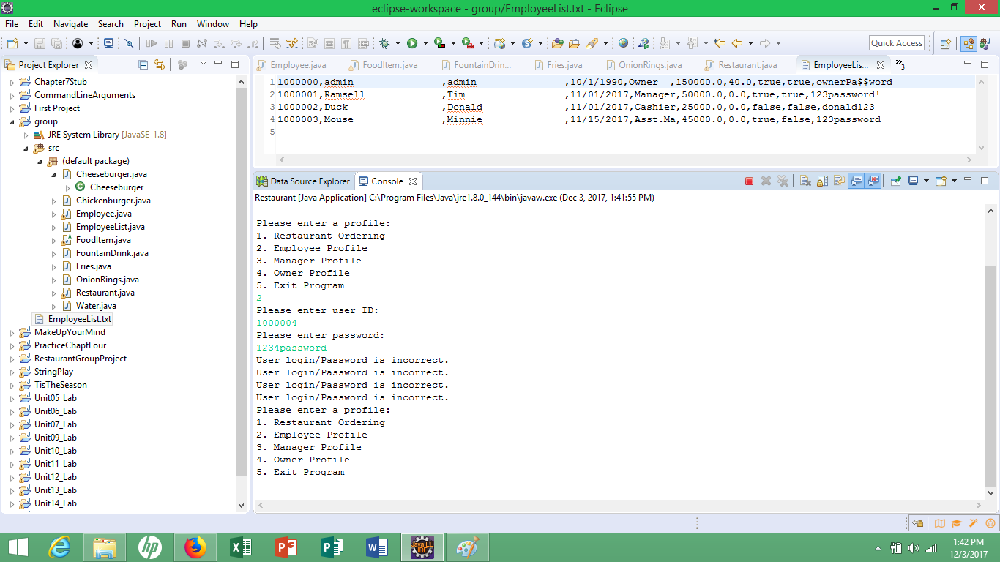 eclipse-workspace - group/EmployeeList.txt - Eclipse
File Edit Navigate Search Project Run Window Help
Quick Access
Project Explorer
Chapter7Stub
CommandLineArguments
First Project
group
JRE System Library [JavaSE-1.8]
src
(default package)
Cheeseburger.java
Cheeseburger
Chickenburger.java
Employee.java
EmployeeList.java
FoodItem.java
FountainDrink.java
Fries.java
OnionRings.java
Restaurant.java
Water.java
EmployeeList.txt
MakeUpYourMind
PracticeChaptFour
RestaurantGroupProject
StringPlay
TisTheSeason
Unit05_Lab
Unit06_Lab
Unit07_Lab
Unit09_Lab
Unit10_Lab
Unit11_Lab
Unit12_Lab
Unit13_Lab
Unit14_Lab
Employee.java FoodItem.java FountainDrin... Fries.java OnionRings.java Restaurant.java EmployeeLis... »3
1 1000000,admin ,admin ,10/1/1990,Owner ,150000.0,40.0,true,true,ownerPa$$word
2 1000001,Ramsell ,Tim ,11/01/2017,Manager,50000.0,0.0,true,true,123password!
3 1000002,Duck ,Donald ,11/01/2017,Cashier,25000.0,0.0,false,false,donald123
4 1000003,Mouse ,Minnie ,11/15/2017,Asst.Ma,45000.0,0.0,true,false,123password
5
Data Source Explorer Console
Restaurant [Java Application] C:\Program Files\Java\jre1.8.0_144\bin\javaw.exe (Dec 3, 2017, 1:41:55 PM)
Please enter a profile:
1. Restaurant Ordering
2. Employee Profile
3. Manager Profile
4. Owner Profile
5. Exit Program
2
Please enter user ID:
1000004
Please enter password:
1234password
User login/Password is incorrect.
User login/Password is incorrect.
User login/Password is incorrect.
User login/Password is incorrect.
Please enter a profile:
1. Restaurant Ordering
2. Employee Profile
3. Manager Profile
4. Owner Profile
5. Exit Program
hp
Java EE
IDE
1:42 PM
12/3/2017